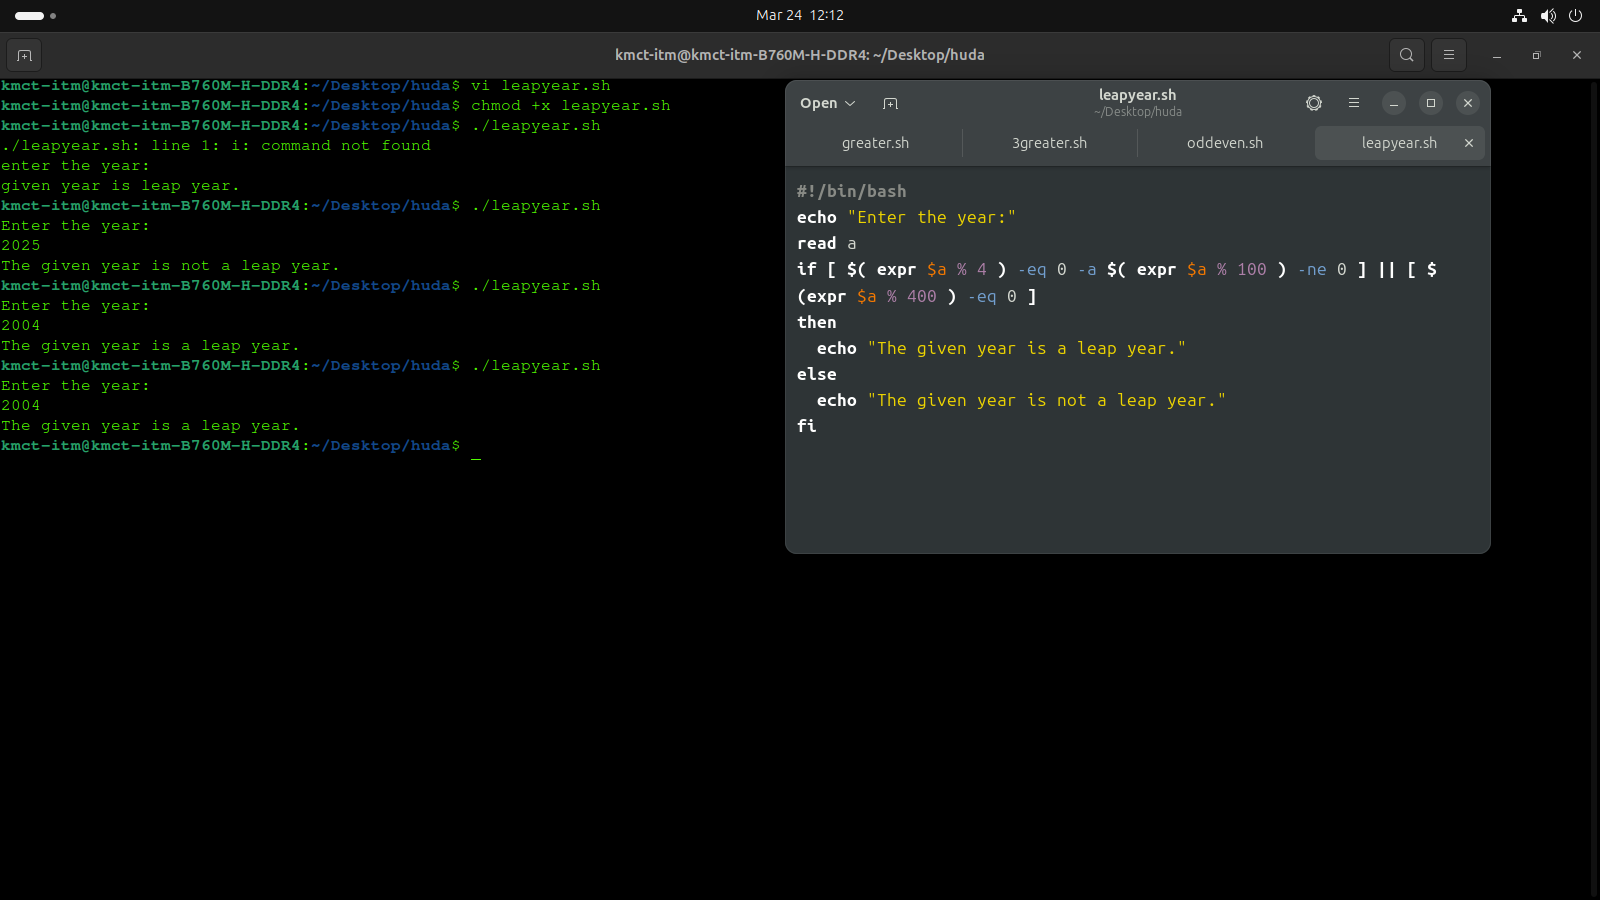 Mar 24 12:12
kmct-itm@kmct-itm-B760M-H-DDR4: ~/Desktop/huda
kmct-itm@kmct-itm-B760M-H-DDR4:~/Desktop/huda$ vi leapyear.sh
kmct-itm@kmct-itm-B760M-H-DDR4:~/Desktop/huda$ chmod +x leapyear.sh
kmct-itm@kmct-itm-B760M-H-DDR4:~/Desktop/huda$ ./leapyear.sh
./leapyear.sh: line 1: i: command not found
enter the year:
given year is leap year.
kmct-itm@kmct-itm-B760M-H-DDR4:~/Desktop/huda$ ./leapyear.sh
Enter the year:
2025
The given year is not a leap year.
kmct-itm@kmct-itm-B760M-H-DDR4:~/Desktop/huda$ ./leapyear.sh
Enter the year:
2004
The given year is a leap year.
kmct-itm@kmct-itm-B760M-H-DDR4:~/Desktop/huda$ ./leapyear.sh
Enter the year:
2004
The given year is a leap year.
kmct-itm@kmct-itm-B760M-H-DDR4:~/Desktop/huda$ _
Open
leapyear.sh
~/Desktop/huda
greater.sh 3greater.sh oddeven.sh leapyear.sh
#!/bin/bash
echo "Enter the year:"
read a
if [ $( expr $a % 4 ) -eq 0 -a $( expr $a % 100 ) -ne 0 ] || [ $
(expr $a % 400 ) -eq 0 ]
then
  echo "The given year is a leap year."
else
  echo "The given year is not a leap year."
fi